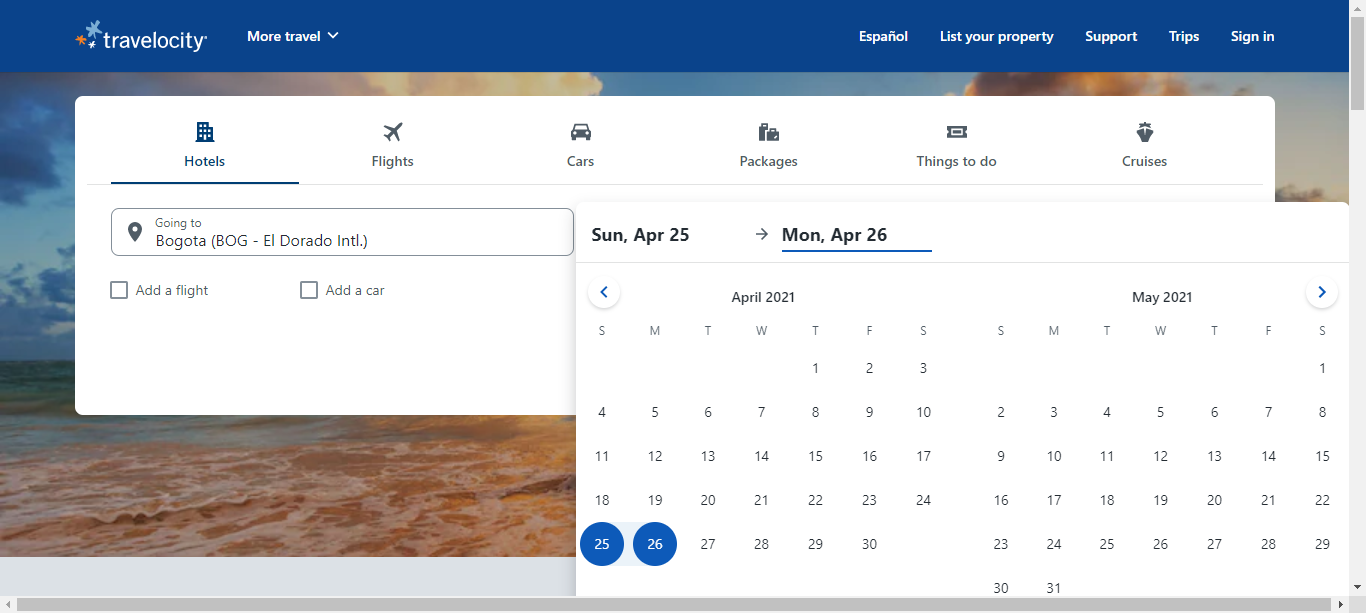 travelocity
More travel
Español
List your property
Support
Trips
Sign in
Hotels
Flights
Cars
Packages
Things to do
Cruises
Going to
Bogota (BOG - El Dorado Intl.)
Add a flight
Add a car
Sun, Apr 25
Mon, Apr 26
April 2021
S M T W T F S
1 2 3
4 5 6 7 8 9 10
11 12 13 14 15 16 17
18 19 20 21 22 23 24
25 26 27 28 29 30
May 2021
S M T W T F S
1
2 3 4 5 6 7 8
9 10 11 12 13 14 15
16 17 18 19 20 21 22
23 24 25 26 27 28 29
30 31